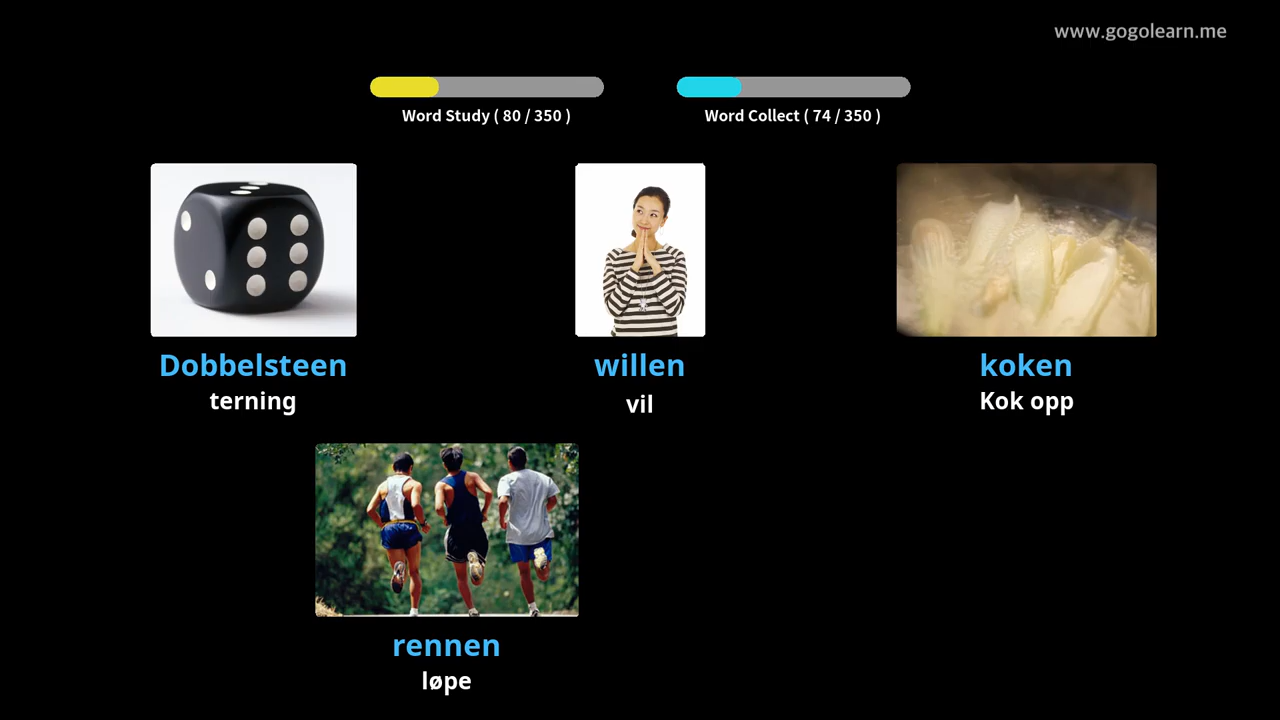 www.gogolearn.me
Word Study ( 80 / 350 )
Word Collect ( 74 / 350 )
Dobbelsteen
terning
willen
vil
koken
Kok opp
rennen
løpe